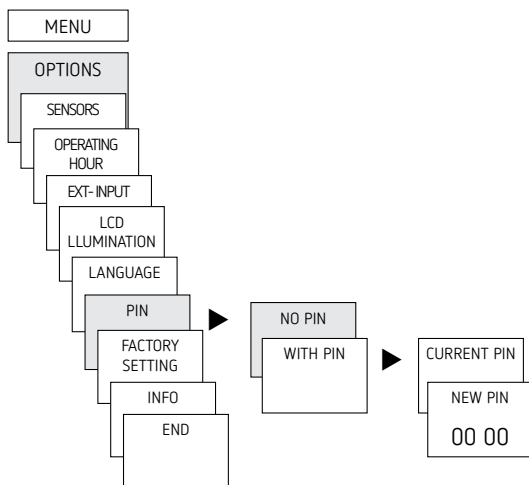 MENU
OPTIONS
SENSORS
OPERATING
HOUR
EXT-INPUT
LCD
LLUMINATION
LANGUAGE
PIN
FACTORY
SETTING
INFO
END
NO PIN
WITH PIN
CURRENT PIN
NEW PIN
00 00